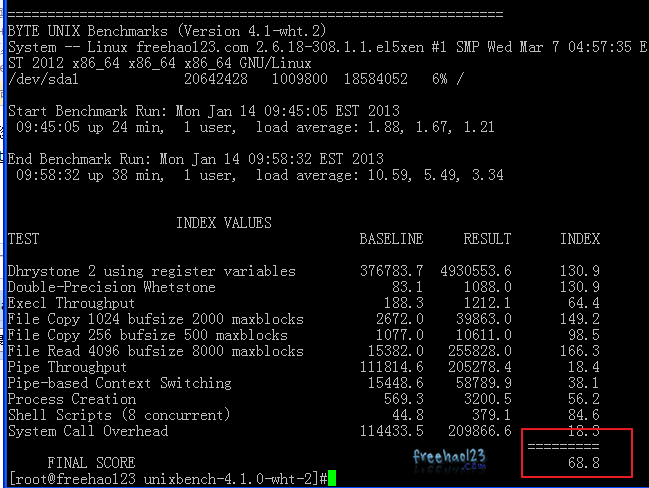 ==============================================================
BYTE UNIX Benchmarks (Version 4.1-wht.2)
System -- Linux freehao123.com 2.6.18-308.1.1.el5xen #1 SMP Wed Mar 7 04:57:35 E
ST 2012 x86_64 x86_64 x86_64 GNU/Linux
/dev/sda1 20642428 1009800 18584052 6% /
Start Benchmark Run: Mon Jan 14 09:45:05 EST 2013
09:45:05 up 24 min, 1 user, load average: 1.88, 1.67, 1.21
End Benchmark Run: Mon Jan 14 09:58:32 EST 2013
09:58:32 up 38 min, 1 user, load average: 10.59, 5.49, 3.34
INDEX VALUES
TEST BASELINE RESULT INDEX
Dhrystone 2 using register variables 376783.7 4930553.6 130.9
Double-Precision Whetstone 83.1 1088.0 130.9
Execl Throughput 188.3 1212.1 64.4
File Copy 1024 bufsize 2000 maxblocks 2672.0 39863.0 149.2
File Copy 256 bufsize 500 maxblocks 1077.0 10611.0 98.5
File Read 4096 bufsize 8000 maxblocks 15382.0 255828.0 166.3
Pipe Throughput 111814.6 205278.4 18.4
Pipe-based Context Switching 15448.6 58789.9 38.1
Process Creation 569.3 3200.5 56.2
Shell Scripts (8 concurrent) 44.8 379.1 84.6
System Call Overhead 114433.5 209866.6 18.3
=========
FINAL SCORE 68.8
freehao123
.com
[root@freehao123 unixbench-4.1.0-wht-2]#